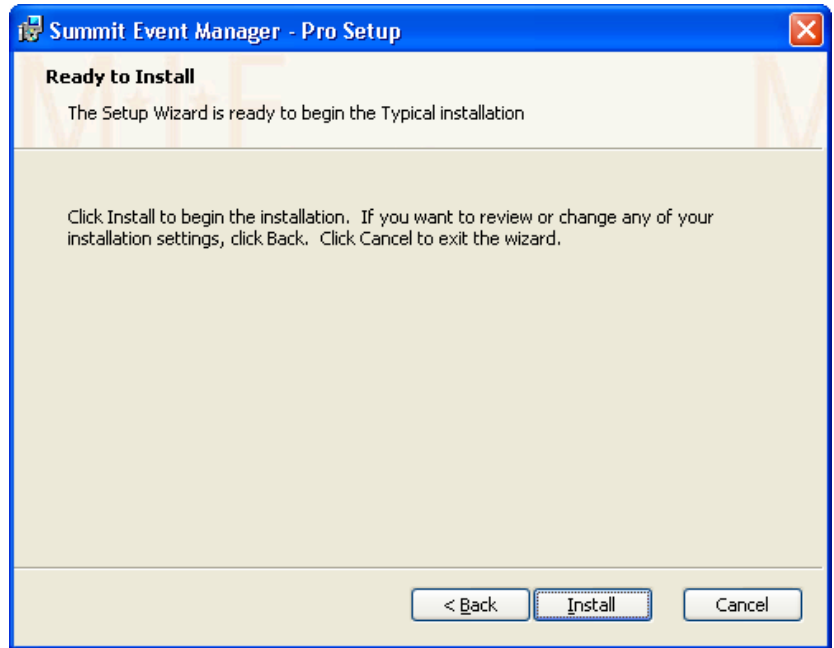 Summit Event Manager - Pro Setup
Ready to Install
The Setup Wizard is ready to begin the Typical installation
Click Install to begin the installation. If you want to review or change any of your
installation settings, click Back. Click Cancel to exit the wizard.
< Back
Install
Cancel